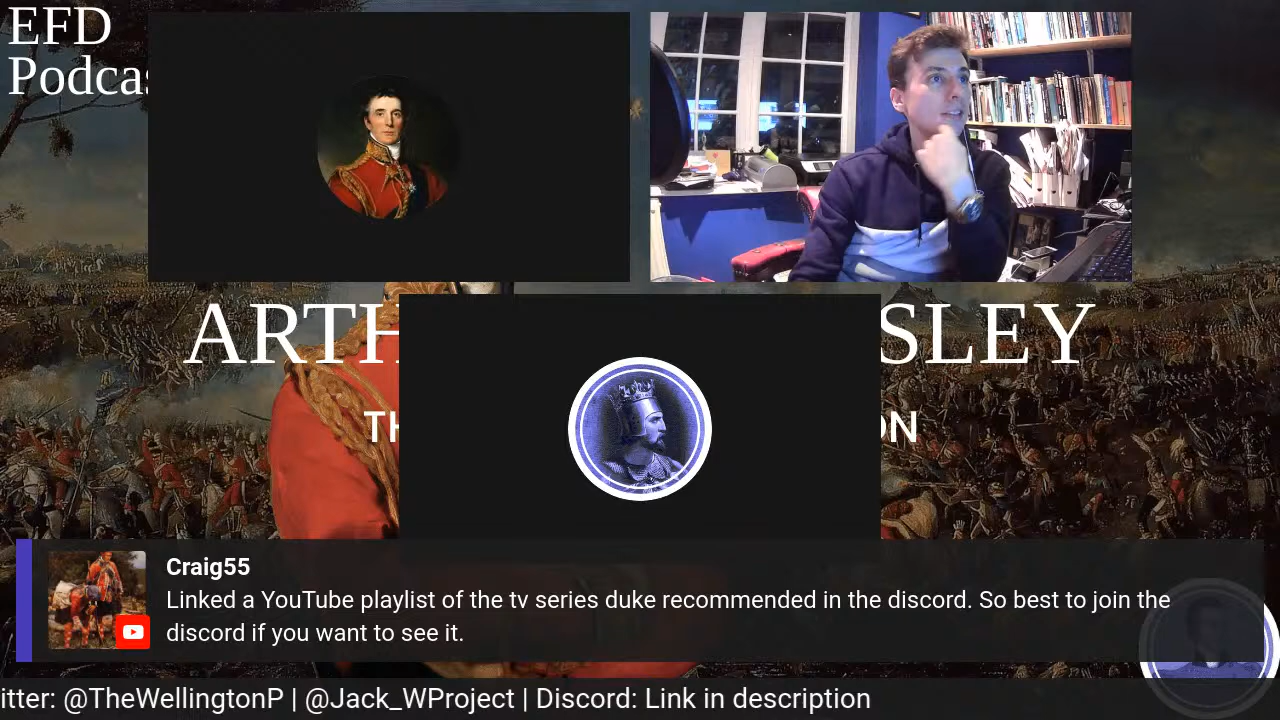 EFD
Podcas
ARTH SLEY
TH ON
Craig55
Linked a YouTube playlist of the tv series duke recommended in the discord. So best to join the
discord if you want to see it.
itter: @TheWellingtonP | @Jack_WProject | Discord: Link in description